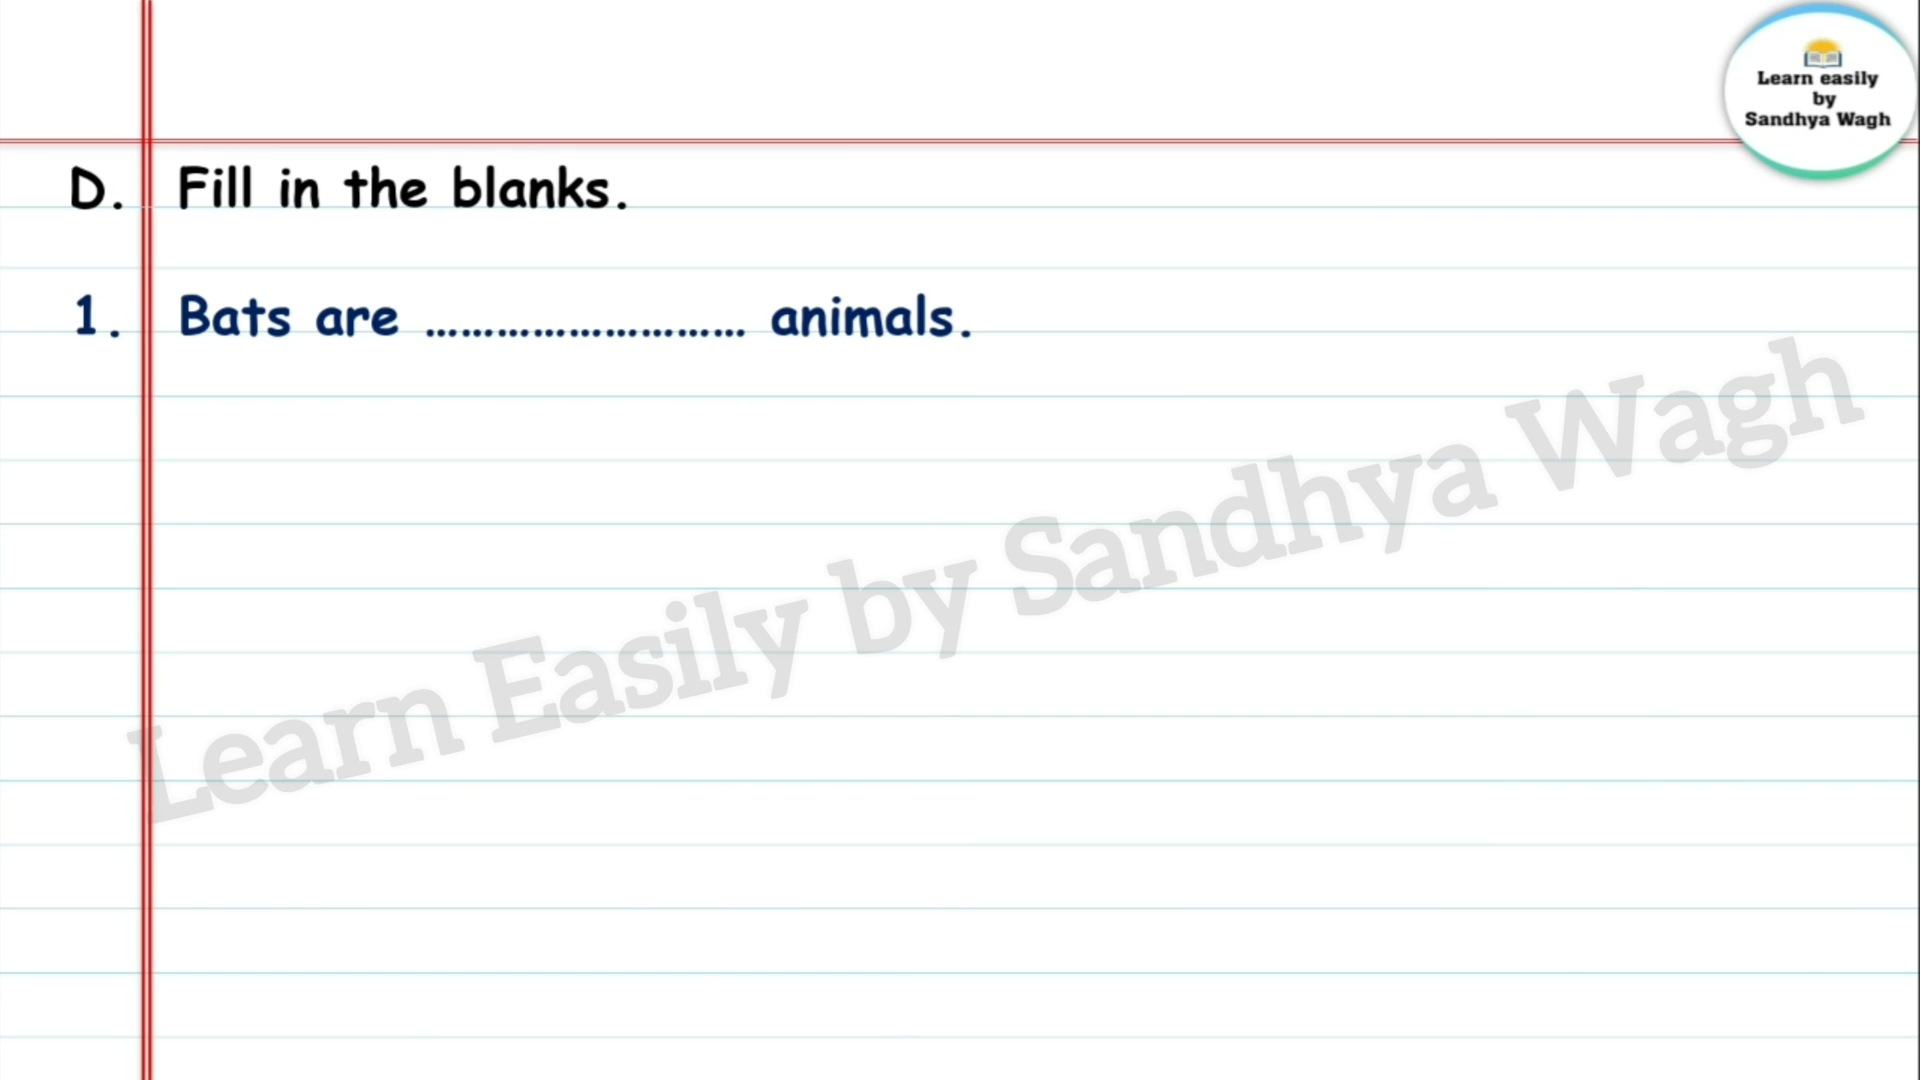 Learn easily
by
Sandhya Wagh
D. Fill in the blanks.
1. Bats are ........................... animals.
Learn Easily by Sandhya Wagh